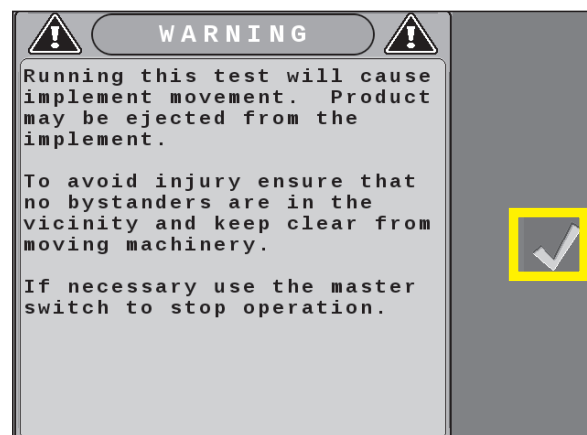 WARNING
Running this test will cause
implement movement.  Product
may be ejected from the
implement.
To avoid injury ensure that
no bystanders are in the
vicinity and keep clear from
moving machinery.
If necessary use the master
switch to stop operation.